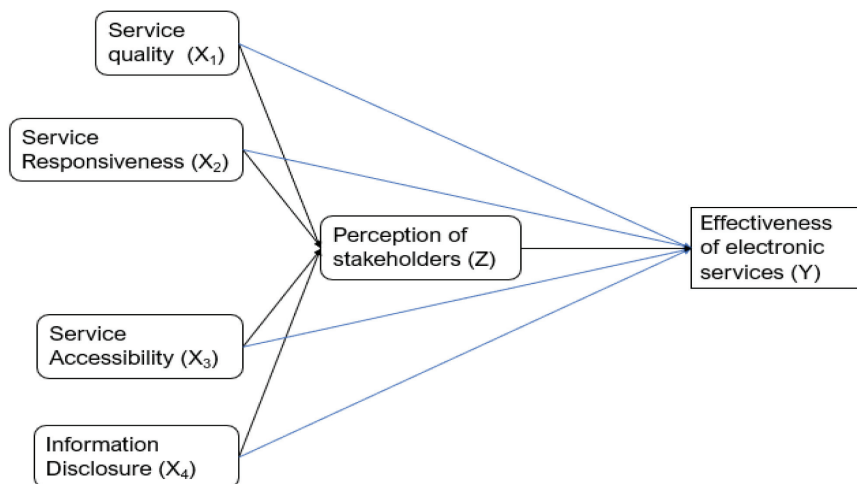 Service
quality (X₁)
Service
Responsiveness (X₂)
Perception of
stakeholders (Z)
Effectiveness
of electronic
services (Y)
Service
Accessibility (X₃)
Information
Disclosure (X₄)